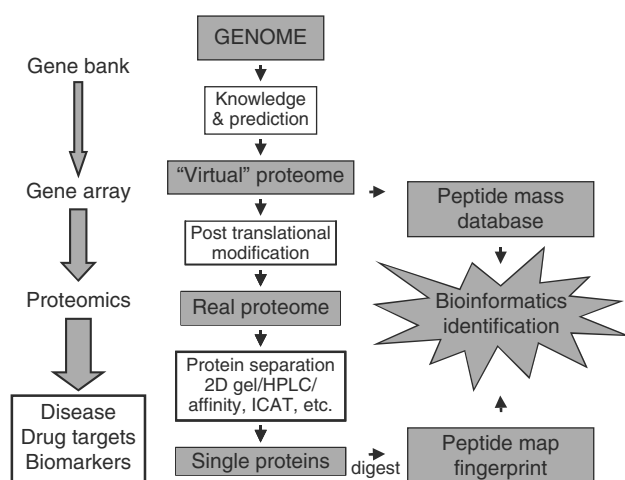 Gene bank
Gene array
Proteomics
Disease
Drug targets
Biomarkers
GENOME
Knowledge
& prediction
“Virtual” proteome
Post translational
modification
Real proteome
Protein separation
2D gel/HPLC/
affinity, ICAT, etc.
Single proteins
digest
Peptide mass
database
Bioinformatics
identification
Peptide map
fingerprint